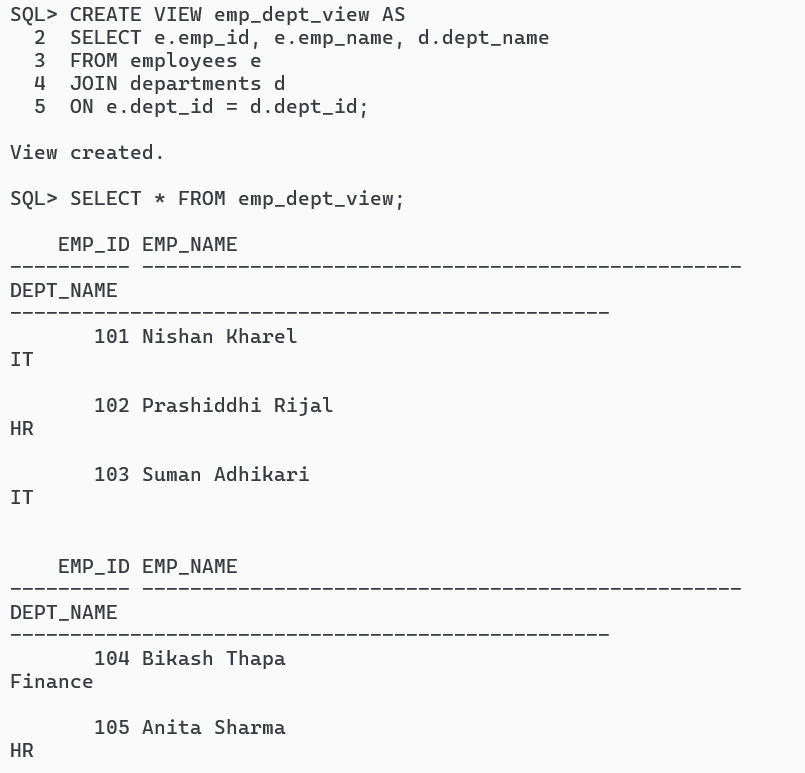 SQL> CREATE VIEW emp_dept_view AS
  2  SELECT e.emp_id, e.emp_name, d.dept_name
  3  FROM employees e
  4  JOIN departments d
  5  ON e.dept_id = d.dept_id;

View created.

SQL> SELECT * FROM emp_dept_view;

    EMP_ID EMP_NAME
---------- --------------------------------------------------
DEPT_NAME
--------------------------------------------------
       101 Nishan Kharel
IT

       102 Prashiddhi Rijal
HR

       103 Suman Adhikari
IT


    EMP_ID EMP_NAME
---------- --------------------------------------------------
DEPT_NAME
--------------------------------------------------
       104 Bikash Thapa
Finance

       105 Anita Sharma
HR